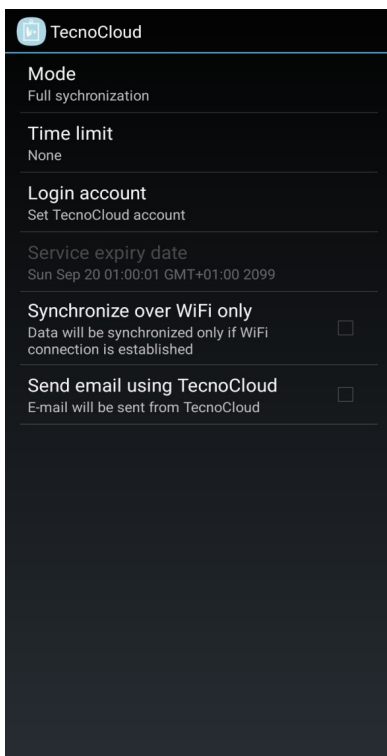 TecnoCloud
Mode
Full sychronization
Time limit
None
Login account
Set TecnoCloud account
Service expiry date
Sun Sep 20 01:00:01 GMT+01:00 2099
Synchronize over WiFi only
Data will be synchronized only if WiFi
connection is established
Send email using TecnoCloud
E-mail will be sent from TecnoCloud